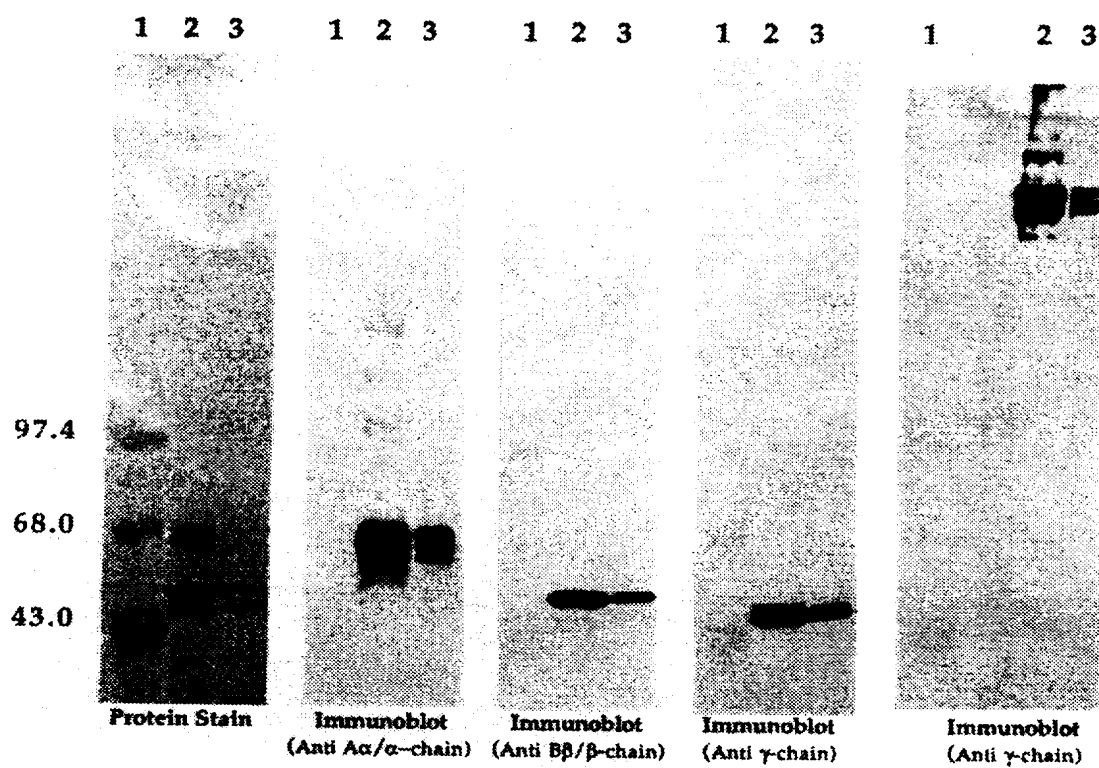 1 2 3 1 2 3 1 2 3 1 2 3 1 2 3
97.4
68.0
43.0
Protein Stain
Immunoblot
(Anti Aα/α-chain)
Immunoblot
(Anti Bβ/β-chain)
Immunoblot
(Anti γ-chain)
Immunoblot
(Anti γ-chain)